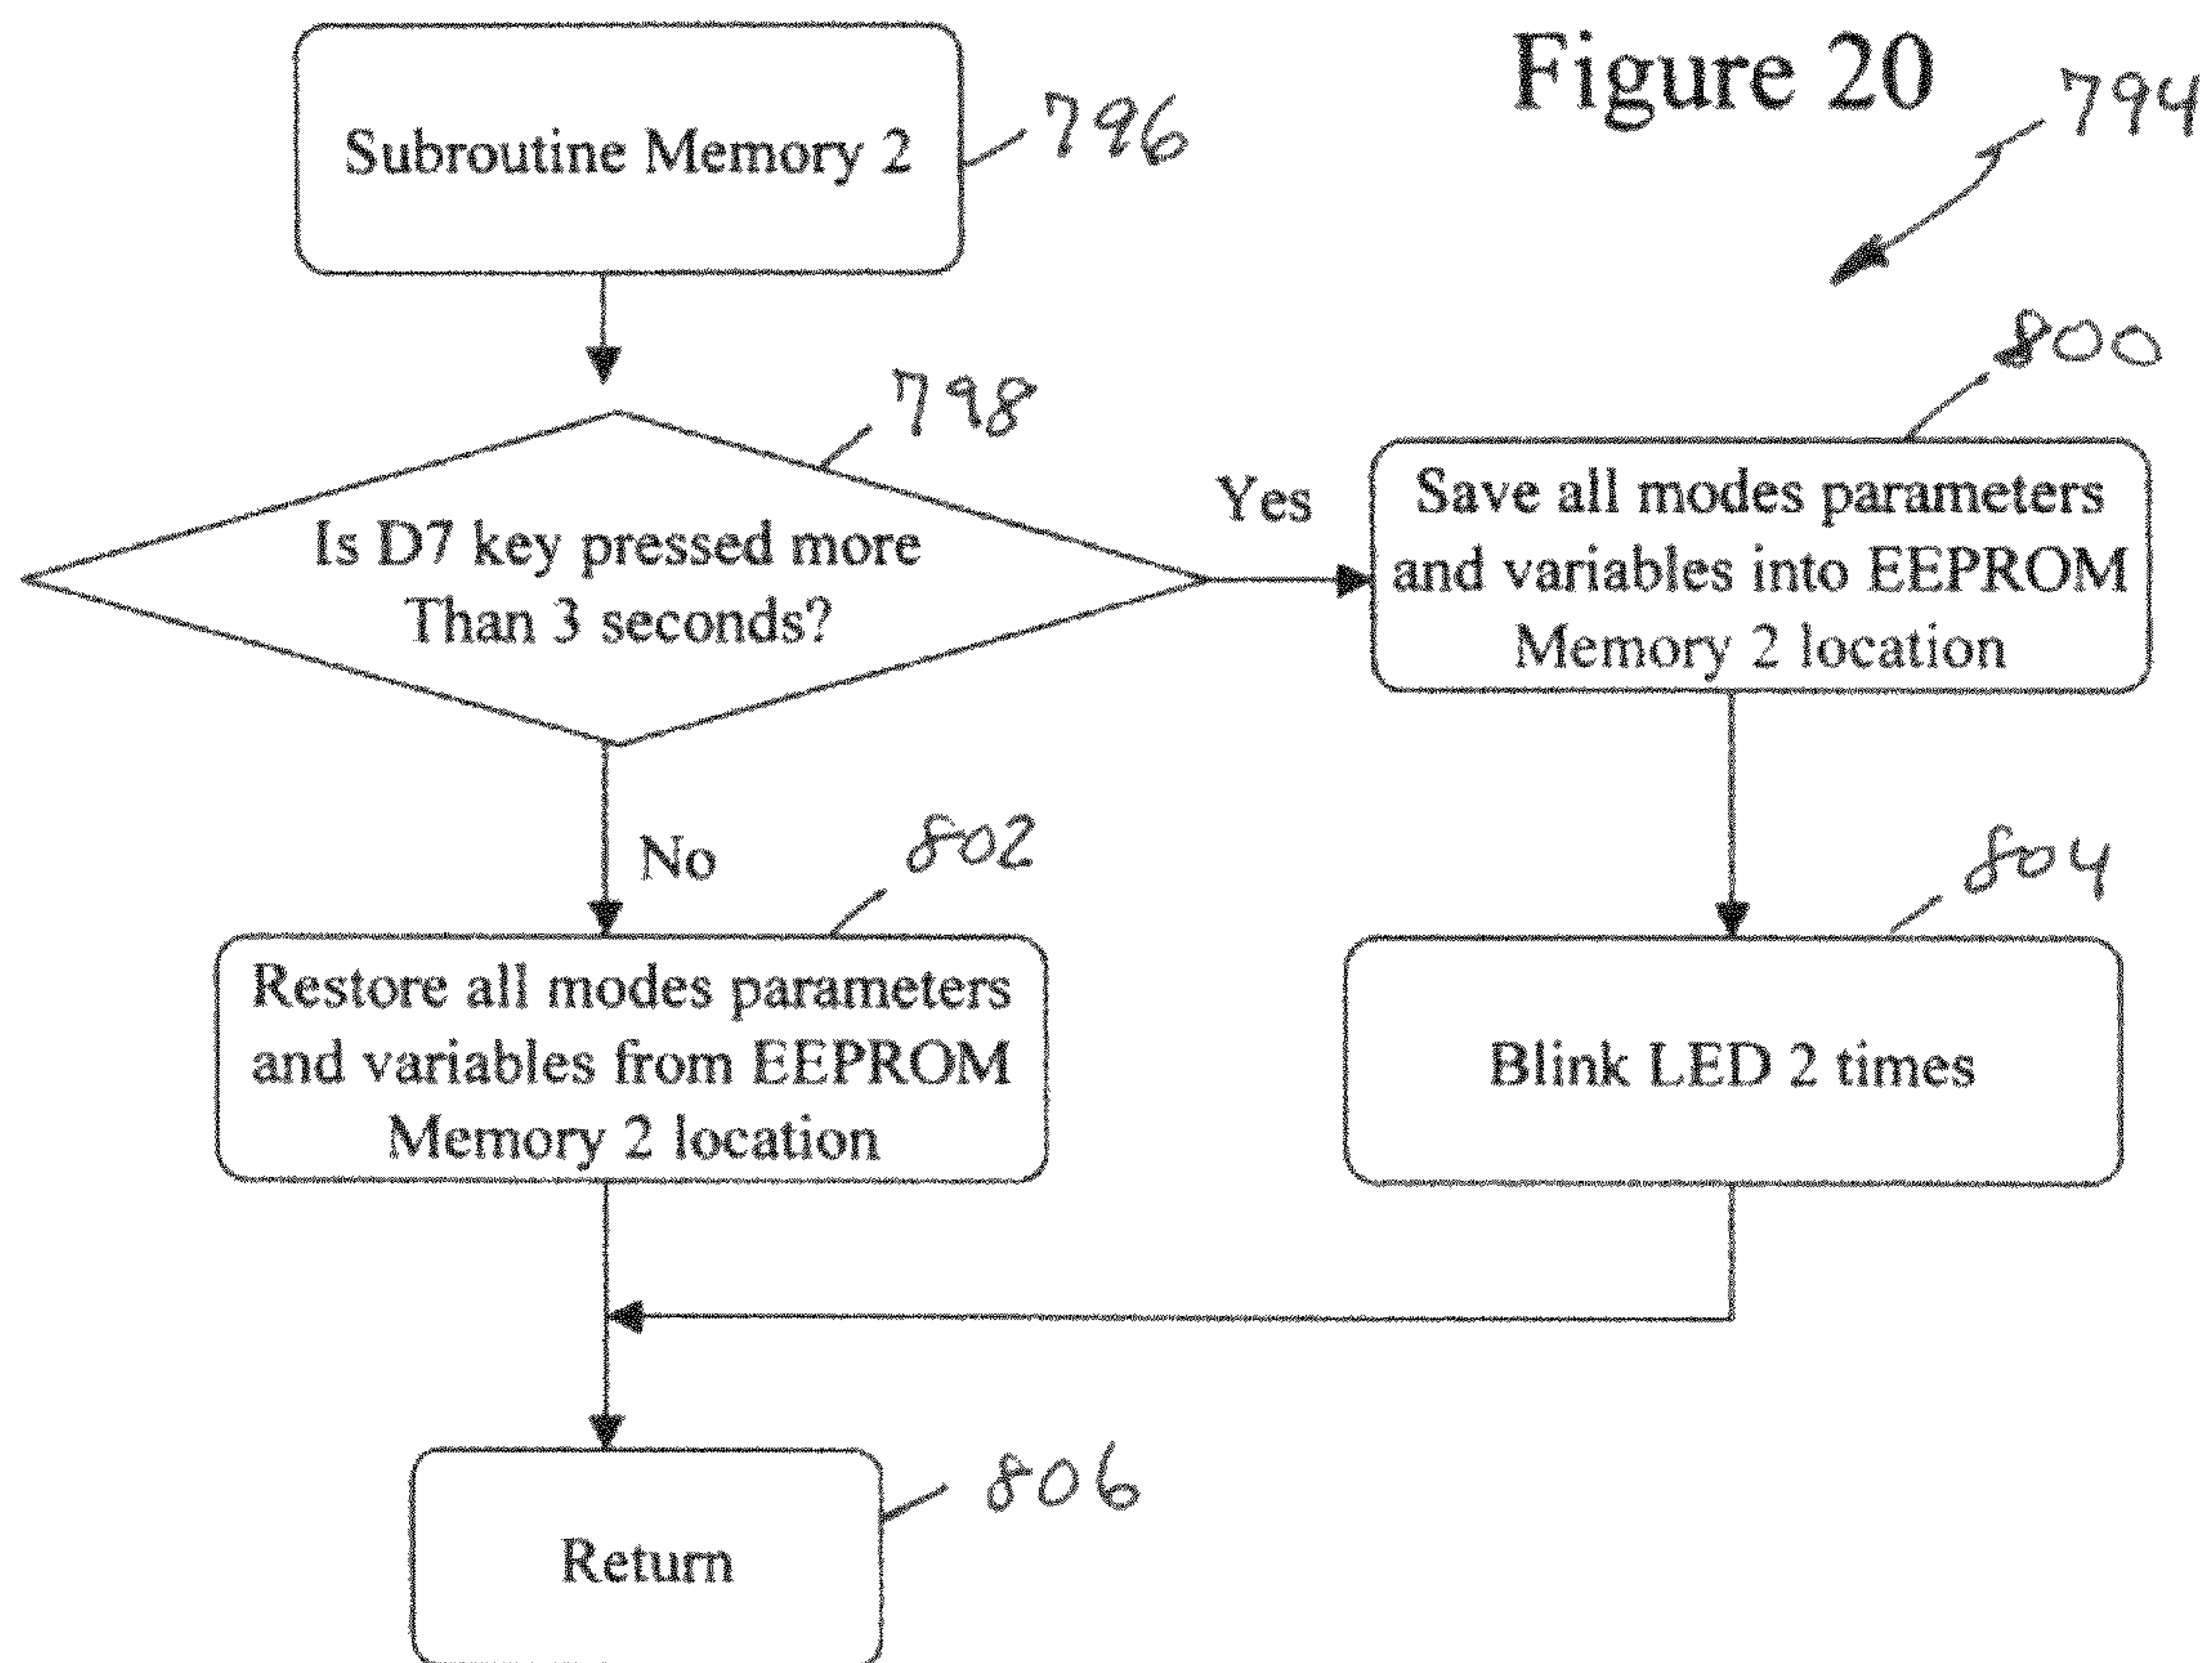 Figure 20
794
Subroutine Memory 2
796
798
Is D7 key pressed more
Than 3 seconds?
Yes
800
Save all modes parameters
and variables into EEPROM
Memory 2 location
No
802
Restore all modes parameters
and variables from EEPROM
Memory 2 location
804
Blink LED 2 times
806
Return